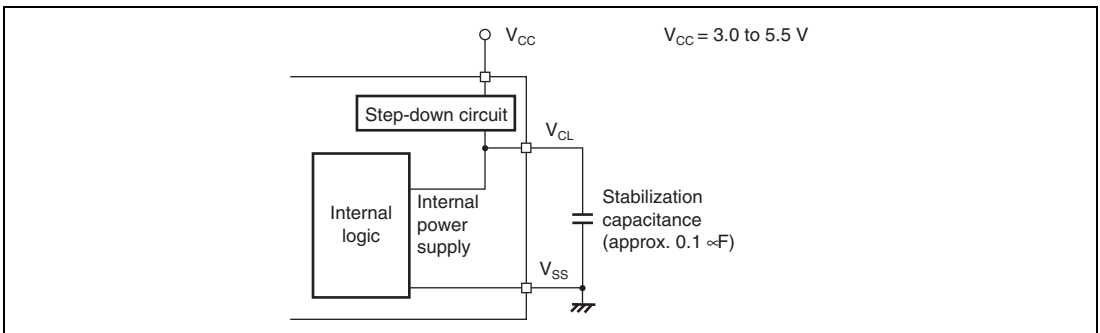 V_CC
V_CC = 3.0 to 5.5 V
Step-down circuit
V_CL
Internal
logic
Internal
power
supply
Stabilization
capacitance
(approx. 0.1 ∝F)
V_SS